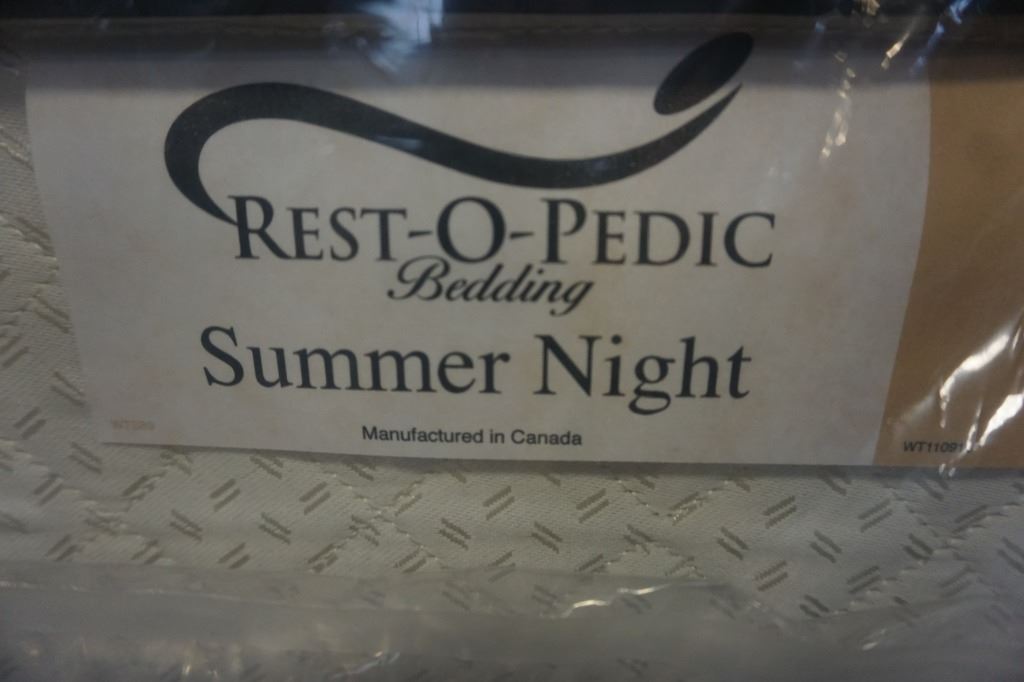 REST-O-PEDIC
Bedding
Summer Night
Manufactured in Canada